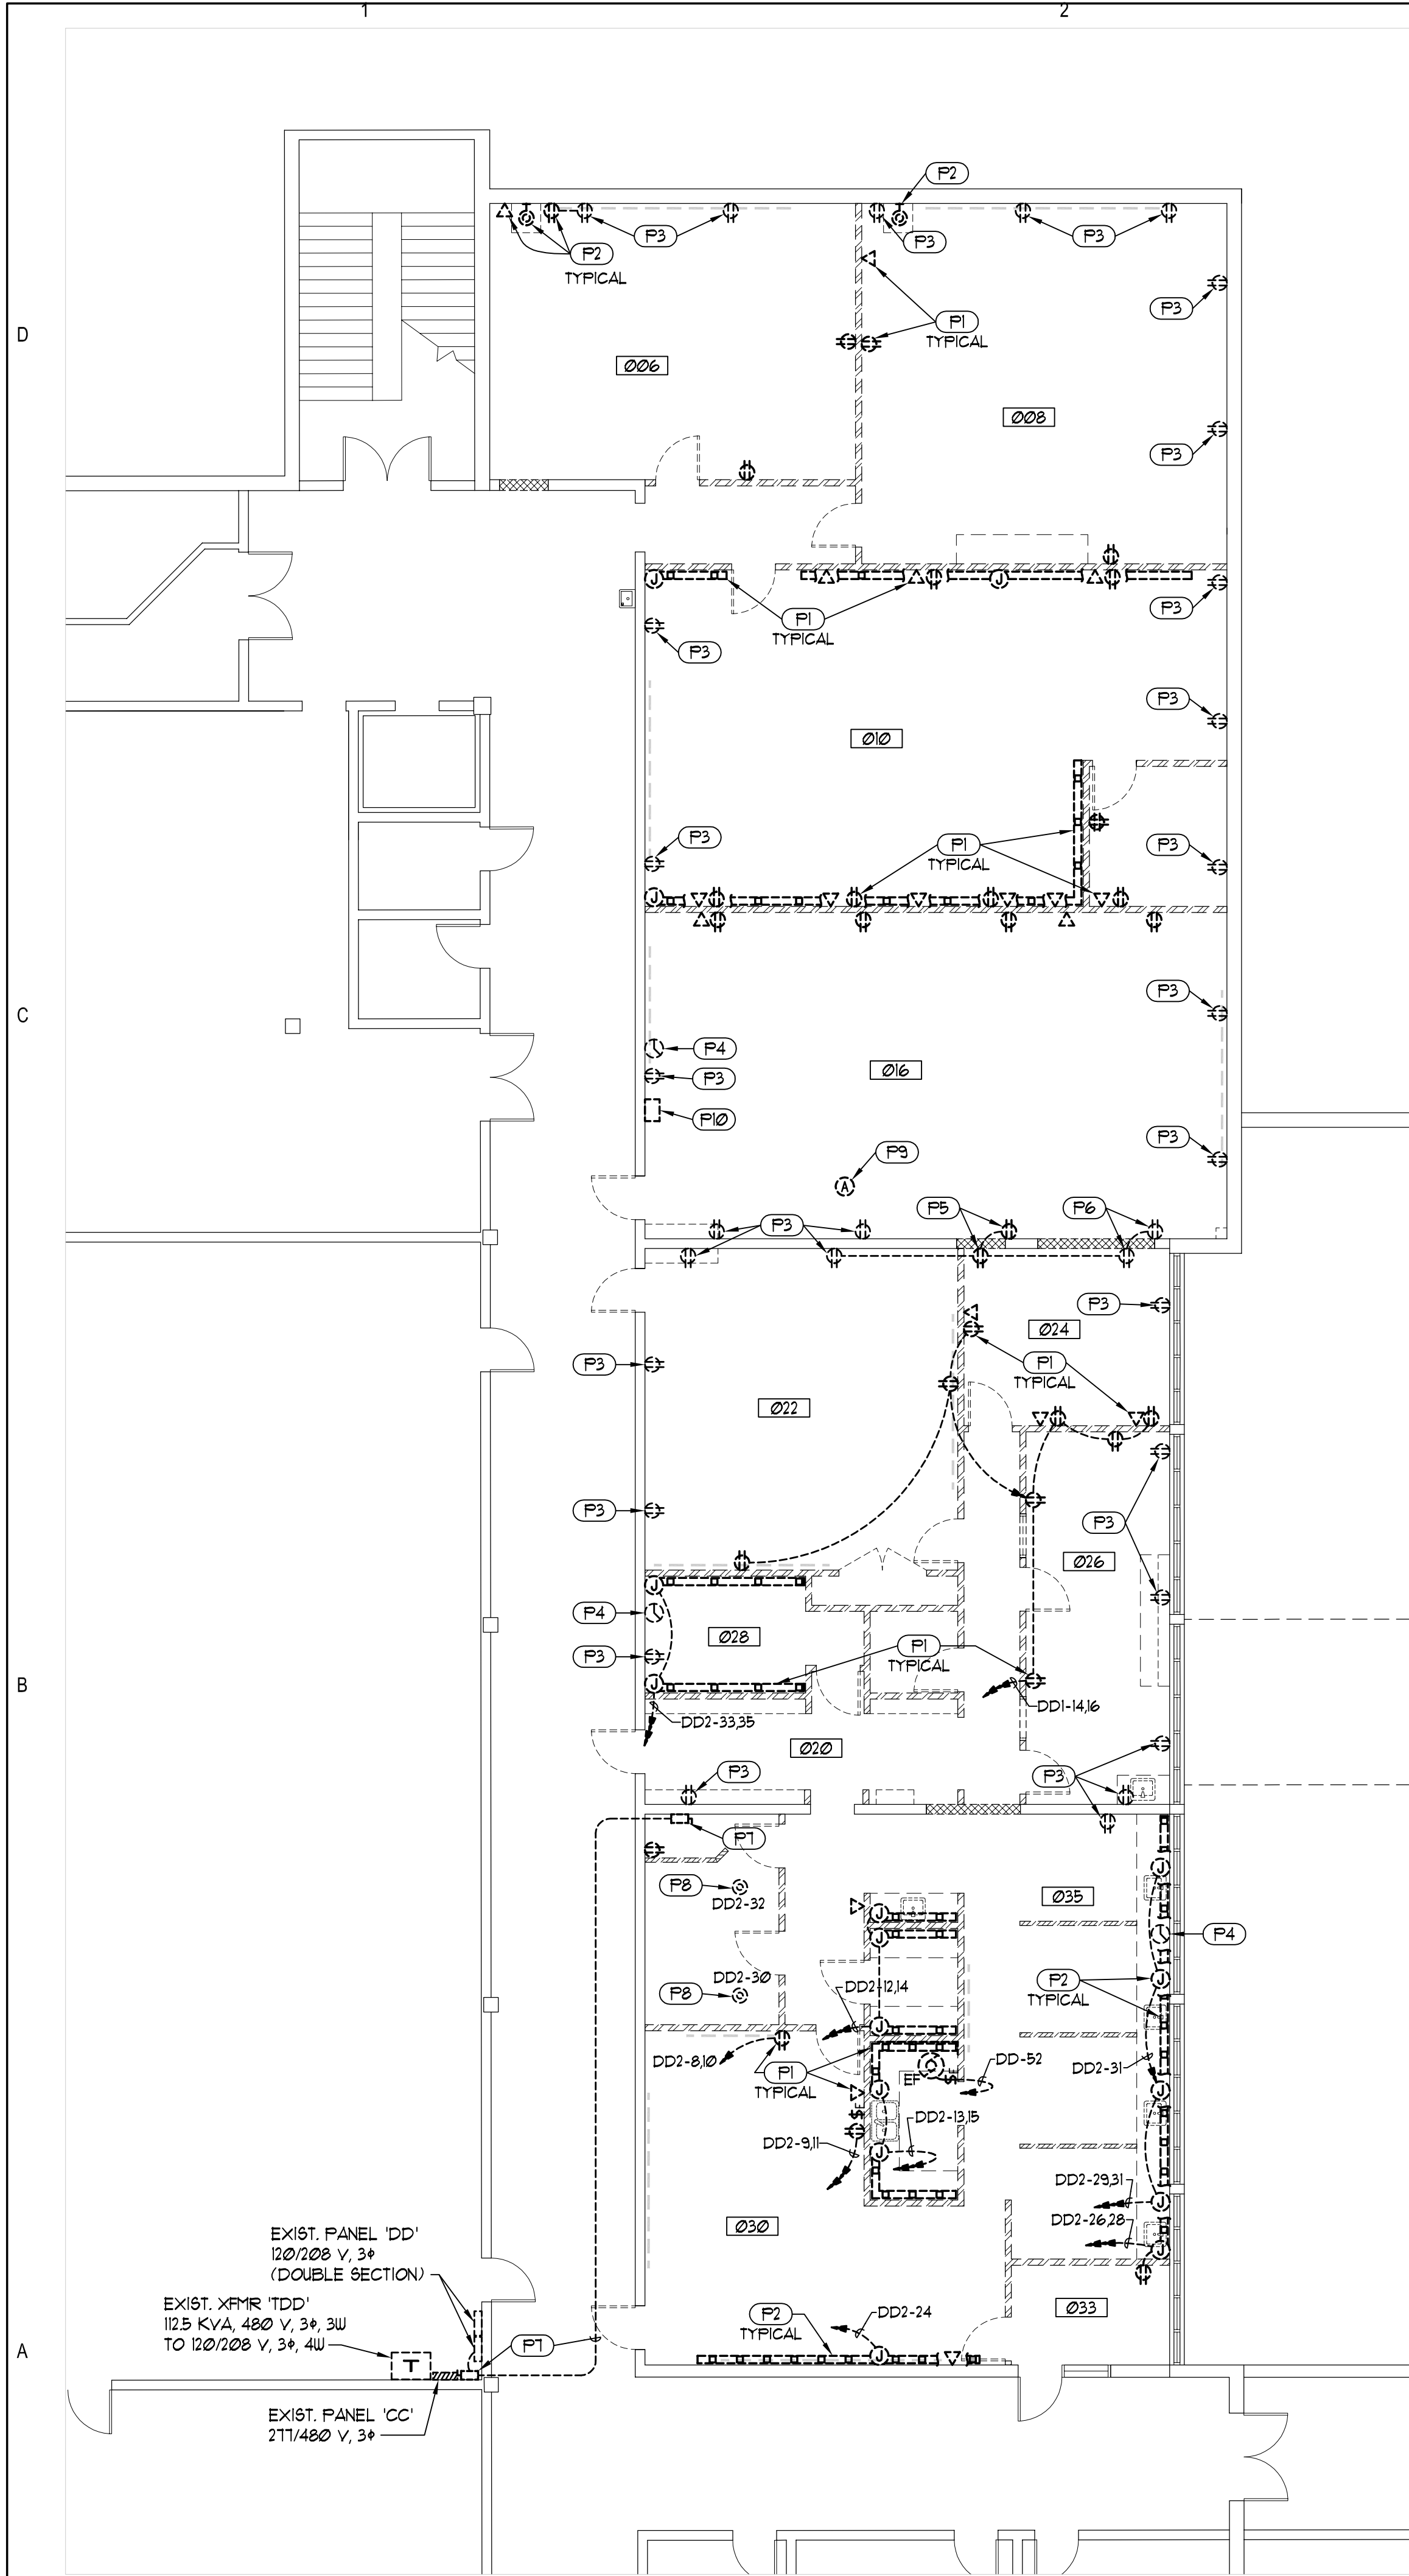 1
2
D
C
B
A
P2
P3
P3
P3
P2
TYPICAL
P3
P1
TYPICAL
006
008
P3
J
J
P1
TYPICAL
P3
P3
P3
010
P3
P1
TYPICAL
P3
J
P3
P4
016
P3
P10
P3
P9
A
P3
P5
P6
P3
024
P3
P1
TYPICAL
022
P3
P3
026
J
P4
028
P3
P1
TYPICAL
J
DD1-14,16
DD2-33,35
020
P3
P3
P7
J
P8
DD2-32
035
J
J
P4
DD2-30
P8
DD2-12,14
P2
TYPICAL
J
J
DD2-8,10
DD-52
DD2-31
P1
TYPICAL
EF
J
J
DD2-13,15
DD2-9,11
J
DD2-29,31
J
DD2-26,28
J
030
EXIST. PANEL 'DD'
120/208 V, 3ϕ
(DOUBLE SECTION)
EXIST. XFMR 'TDD'
112.5 KVA, 480 V, 3ϕ, 3W
TO 120/208 V, 3ϕ, 4W
T
P7
P2
TYPICAL
DD2-24
033
J
EXIST. PANEL 'CC'
277/480 V, 3ϕ